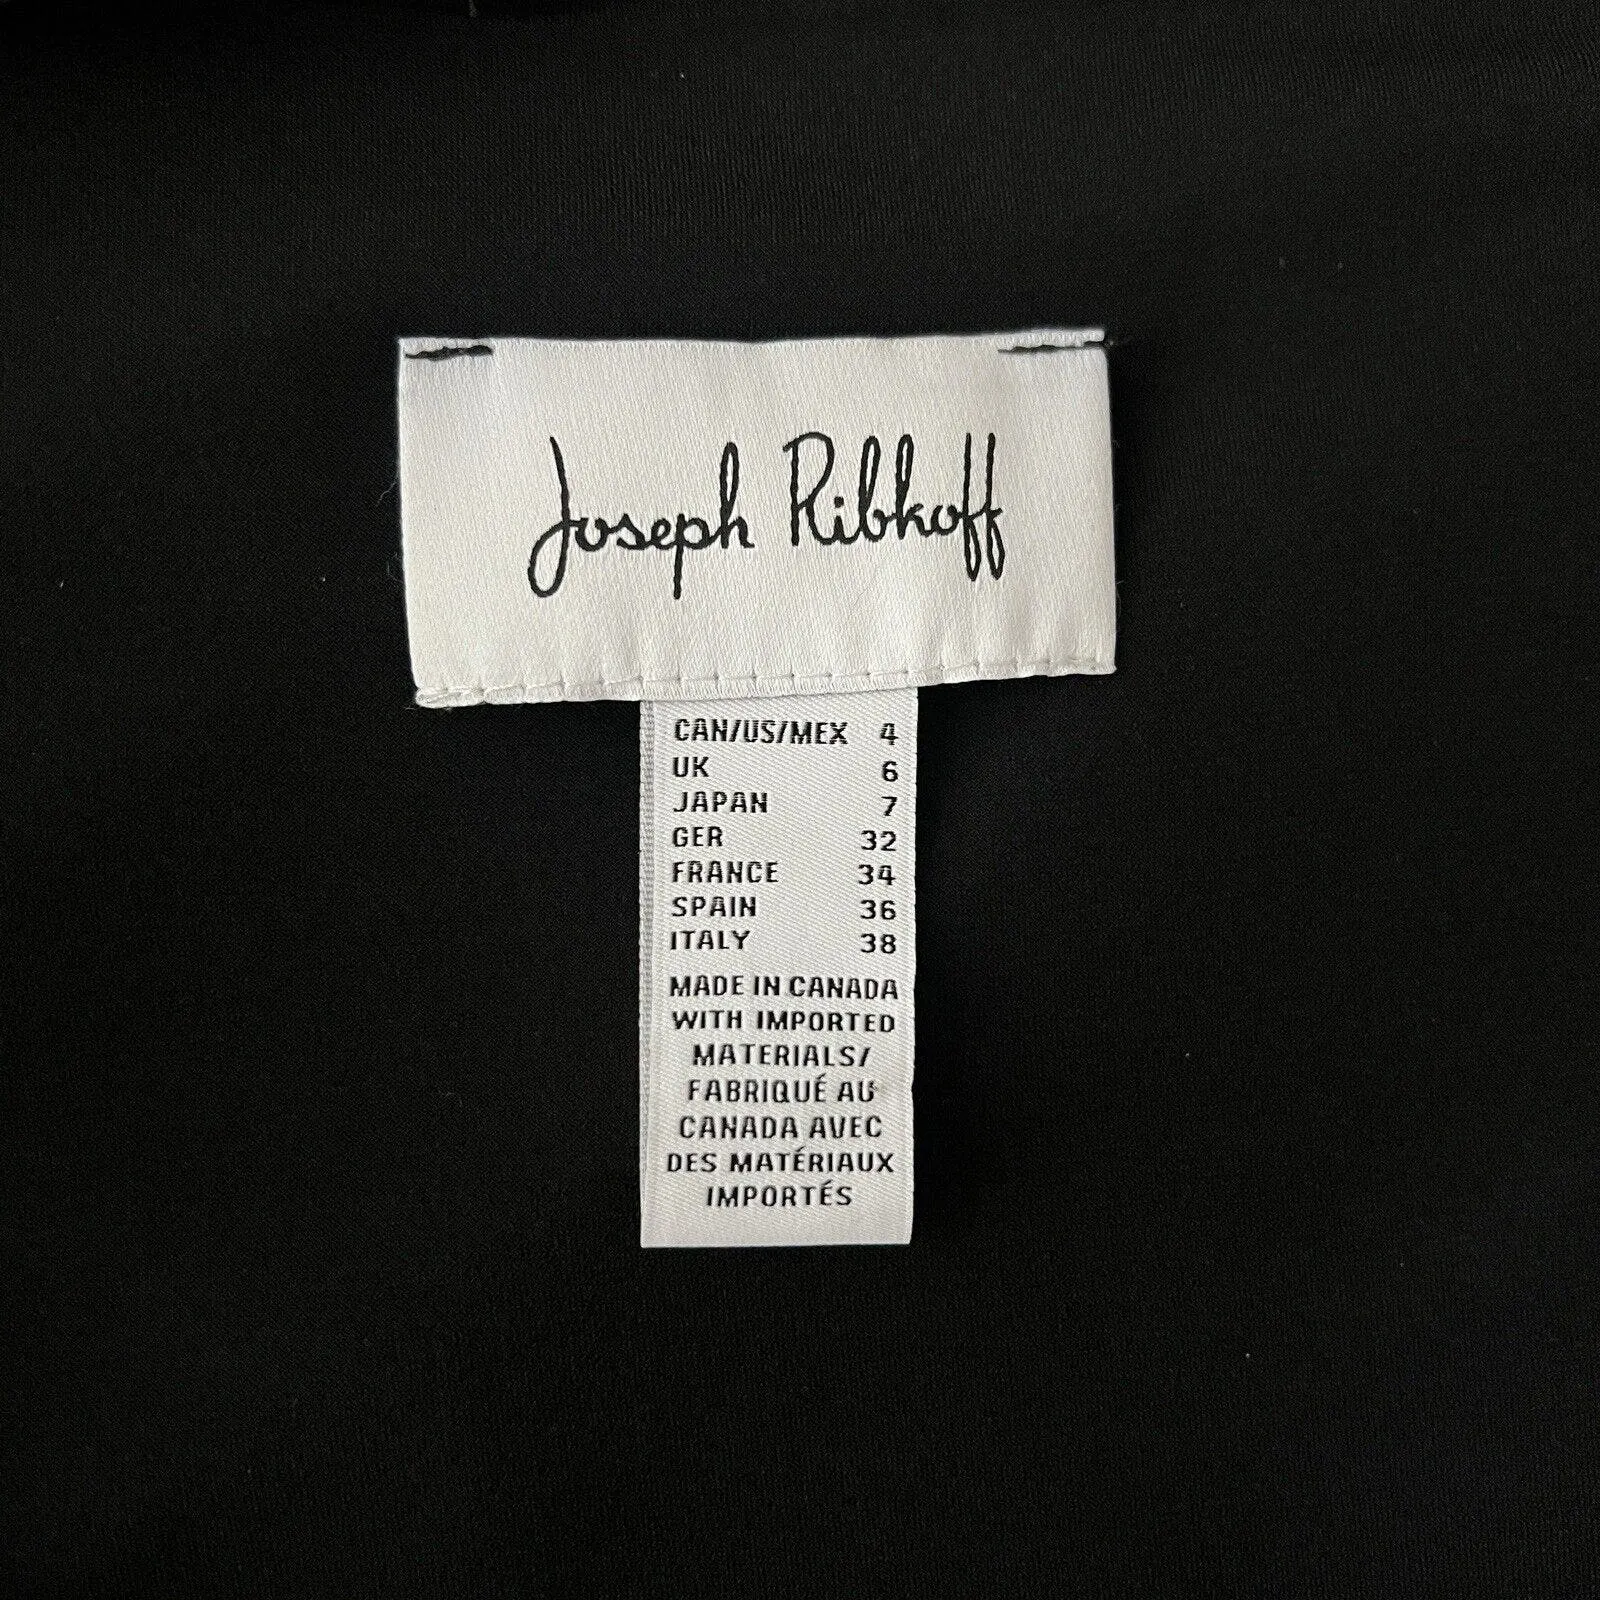 Joseph Ribkoff
CAN/US/MEX 4
UK 6
JAPAN 7
GER 32
FRANCE 34
SPAIN 36
ITALY 38
MADE IN CANADA
WITH IMPORTED
MATERIALS/
FABRIQUÉ AU
CANADA AVEC
DES MATÉRIAUX
IMPORTÉS